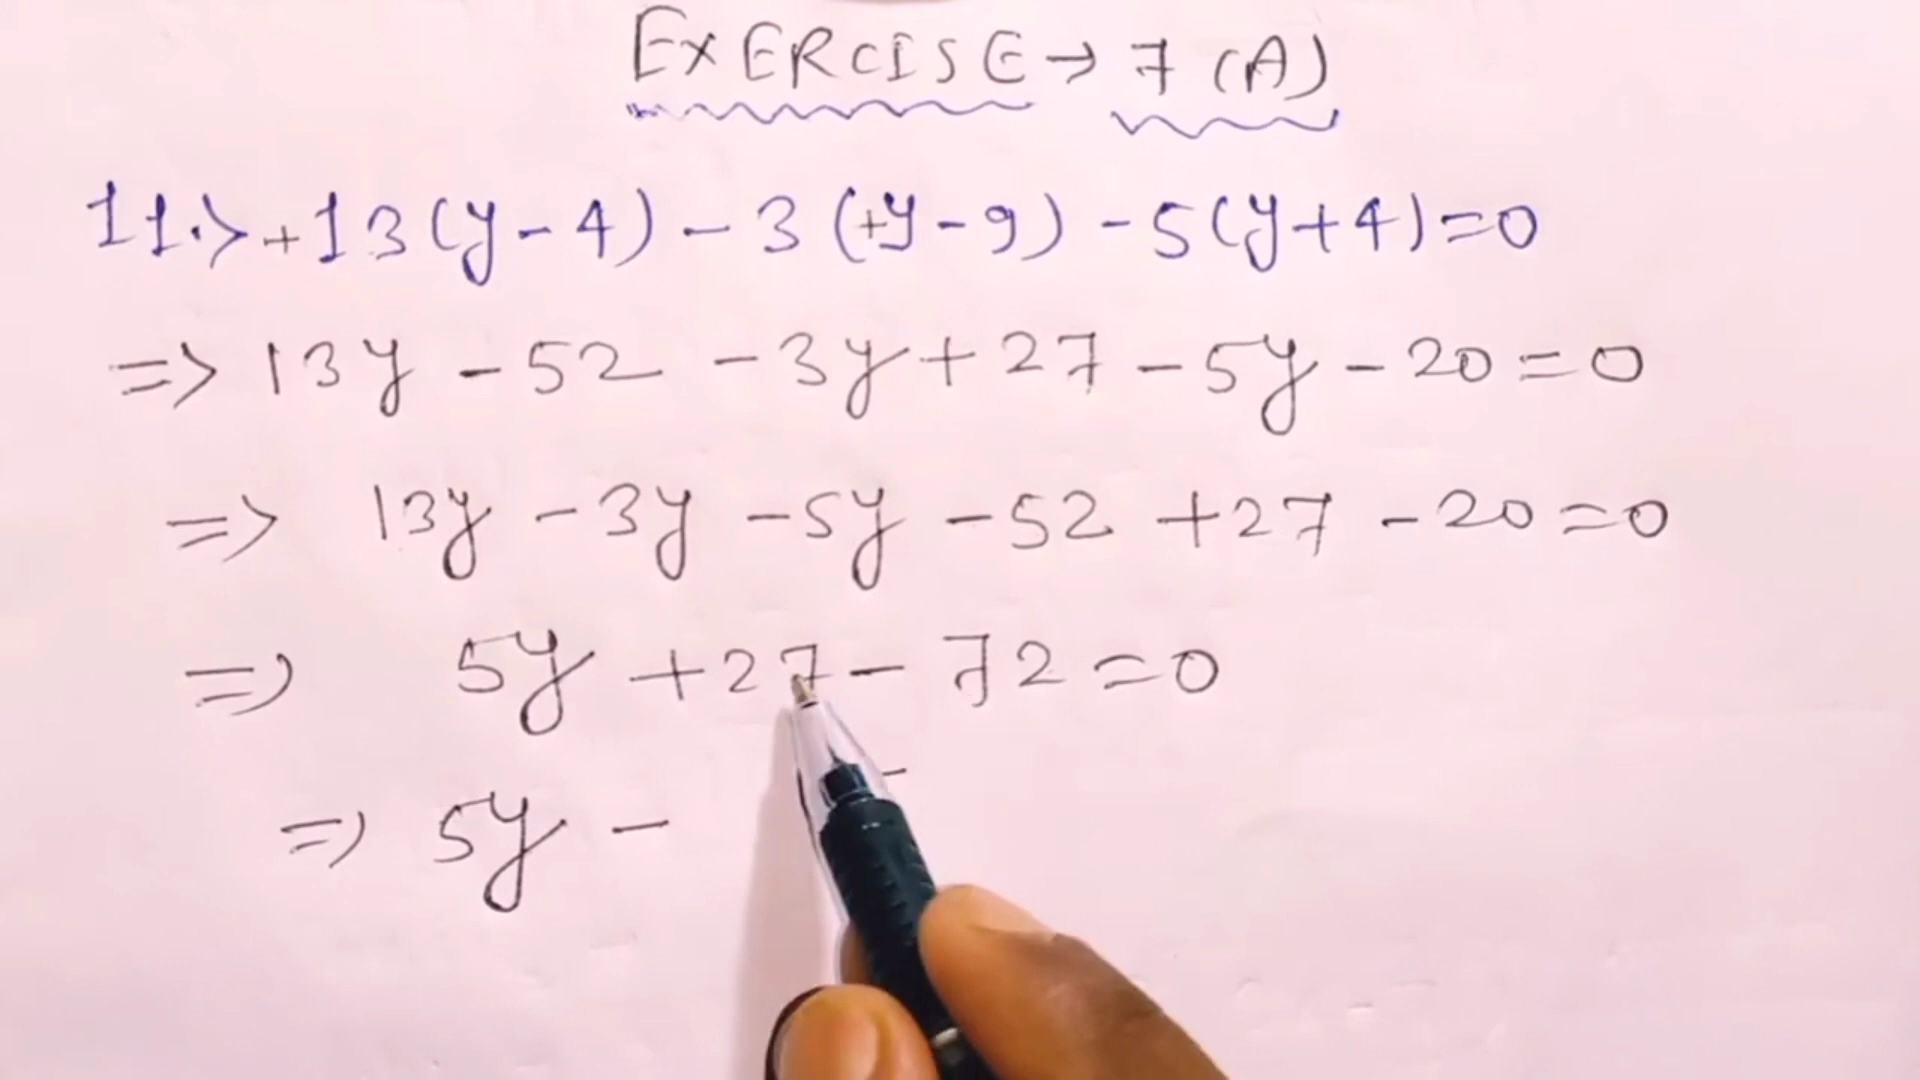 EXERCISE → 7 (A)
11.> +13(y-4) - 3(+y-9) - 5(y+4)=0
=> 13y - 52 - 3y + 27 - 5y - 20 = 0
=> 13y - 3y - 5y - 52 + 27 - 20 = 0
=> 5y + 27 - 72 = 0
=> 5y -